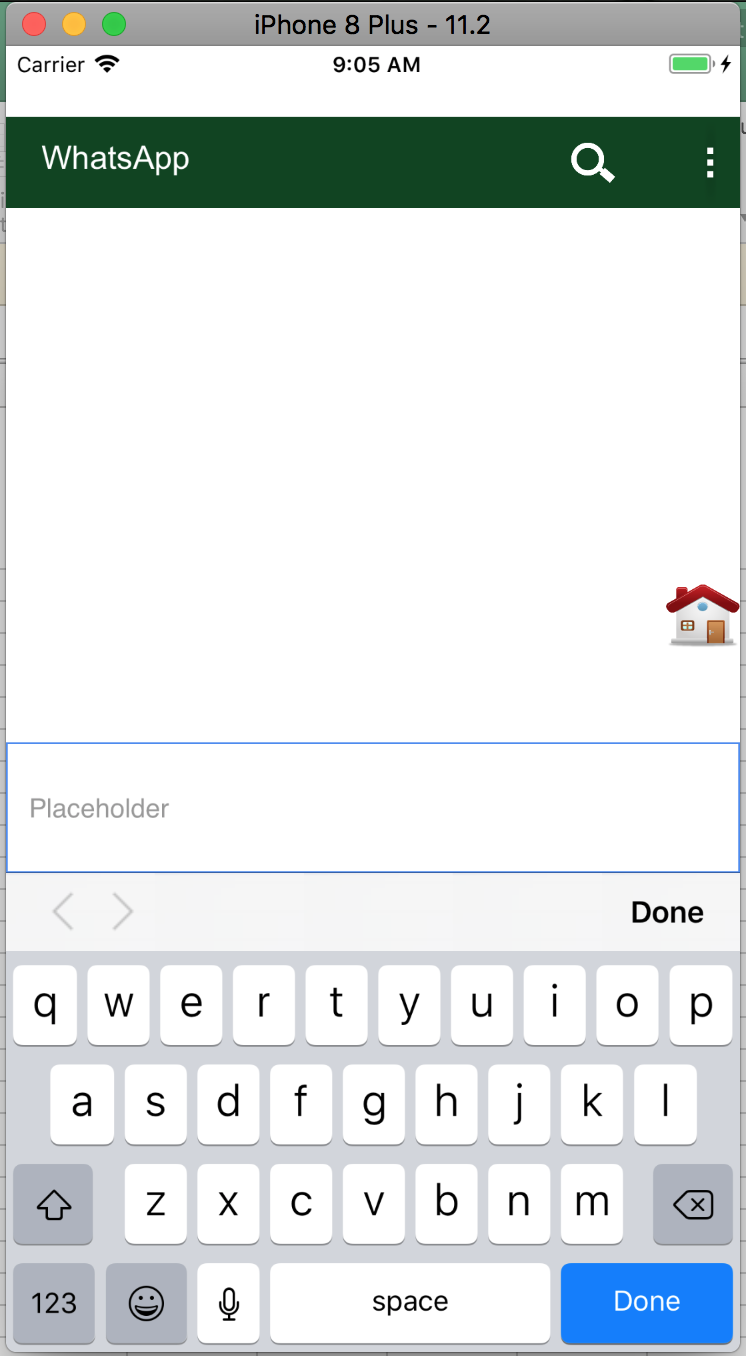 iPhone 8 Plus - 11.2
Carrier 9:05 AM
WhatsApp
Placeholder
Done
q w e r t y u i o p
a s d f g h j k l
z x c v b n m
123 space Done